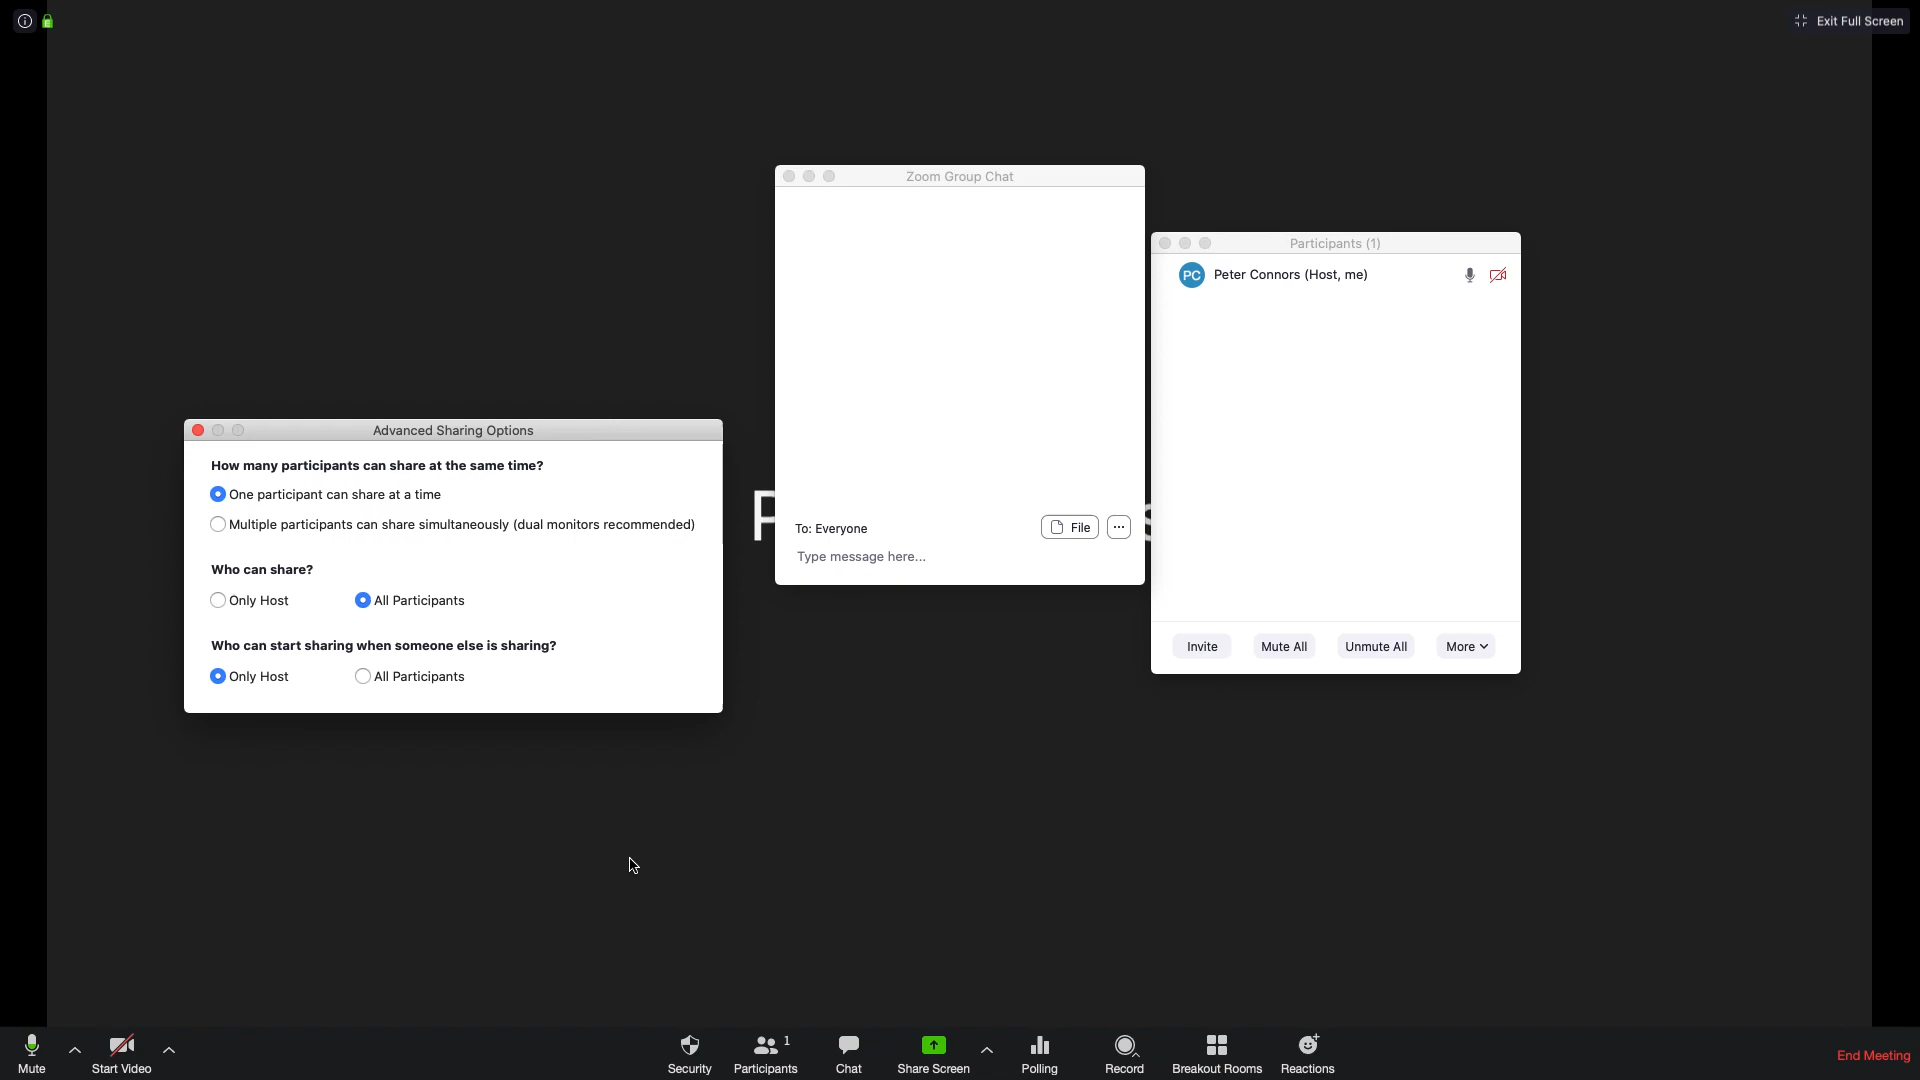 Exit Full Screen
Zoom Group Chat
To: Everyone
File
Type message here...
Participants (1)
PC
Peter Connors (Host, me)
Invite
Mute All
Unmute All
More
Advanced Sharing Options
How many participants can share at the same time?
One participant can share at a time
Multiple participants can share simultaneously (dual monitors recommended)
Who can share?
Only Host
All Participants
Who can start sharing when someone else is sharing?
Only Host
All Participants
Mute
Start Video
Security
Participants
1
Chat
Share Screen
Polling
Record
Breakout Rooms
Reactions
End Meeting